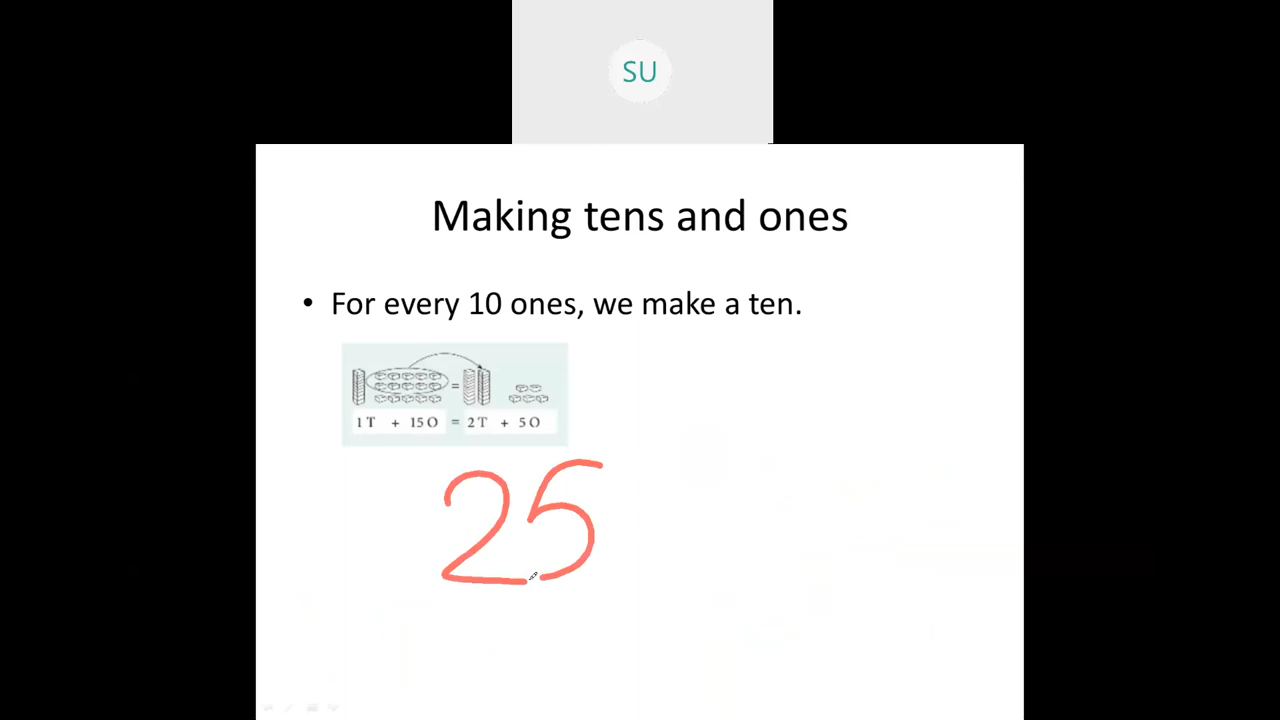 SU
Making tens and ones
• For every 10 ones, we make a ten.
=
1T + 15O = 2T + 5O
25